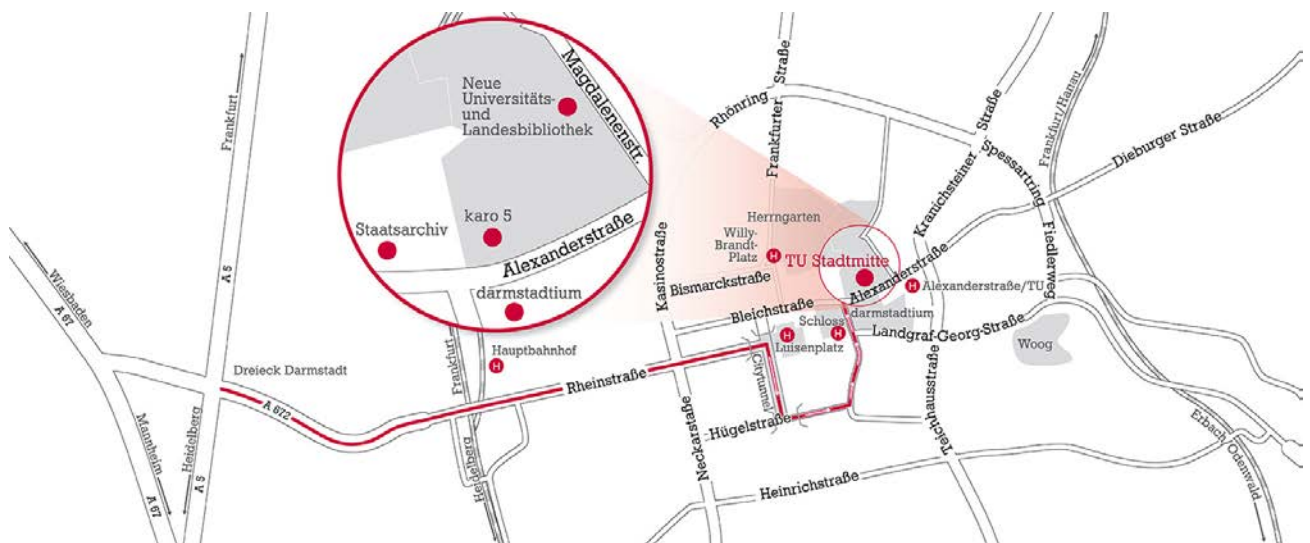 Neue
Universitäts-
und
Landesbibliothek
Magdalenenstr.
karo 5
Staatsarchiv
Alexanderstraße
darmstadtium
Frankfurt
A 5
Wiesbaden
A 67
Dreieck Darmstadt
A 672
Mannheim
A 67
Heidelberg
A 5
Frankfurt
H
Hauptbahnhof
Heidelberg
Rheinstraße
Kasinostraße
Neckarstaße
Rhönring
Frankfurter Straße
Herrngarten
Willy-
Brandt-
Platz
H
Bismarckstraße
Bleichstraße
TU Stadtmitte
Alexanderstraße
H
Alexanderstraße/TU
darmstadtium
Schloss
H
H
Luisenplatz
Citytunnel
Hügelstraße
Landgraf-Georg-Straße
Teichhausstraße
Heinrichstraße
Kranichsteiner Straße
Spessartring
Fiedlerweg
Frankfurt/Hanau
Dieburger Straße
Woog
Erbach
Odenwald